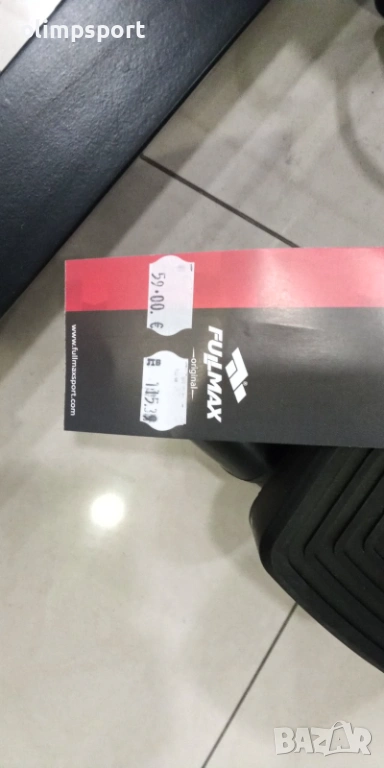 olimpsport
59.00. €
FULLMAX
original
www.fullmaxsport.com
BAZAR